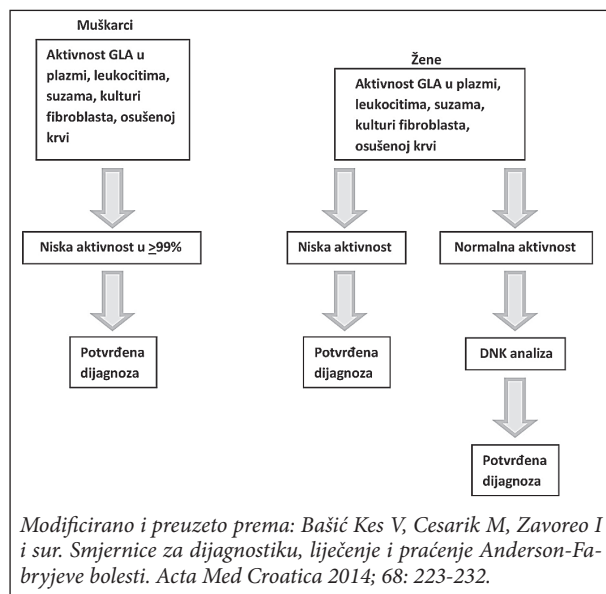 Muškarci
Aktivnost GLA u
plazmi, leukocitima,
suzama, kulturi
fibroblasta, osušenoj
krvi
Niska aktivnost u ≥99%
Potvrđena
dijagnoza
Žene
Aktivnost GLA u plazmi,
leukocitima, suzama,
kulturi fibroblasta,
osušenoj krvi
Niska aktivnost
Normalna aktivnost
Potvrđena
dijagnoza
DNK analiza
Potvrđena
dijagnoza
Modificirano i preuzeto prema: Bašić Kes V, Cesarik M, Zavoreo I
i sur. Smjernice za dijagnostiku, liječenje i praćenje Anderson-Fa-
bryjeve bolesti. Acta Med Croatica 2014; 68: 223-232.